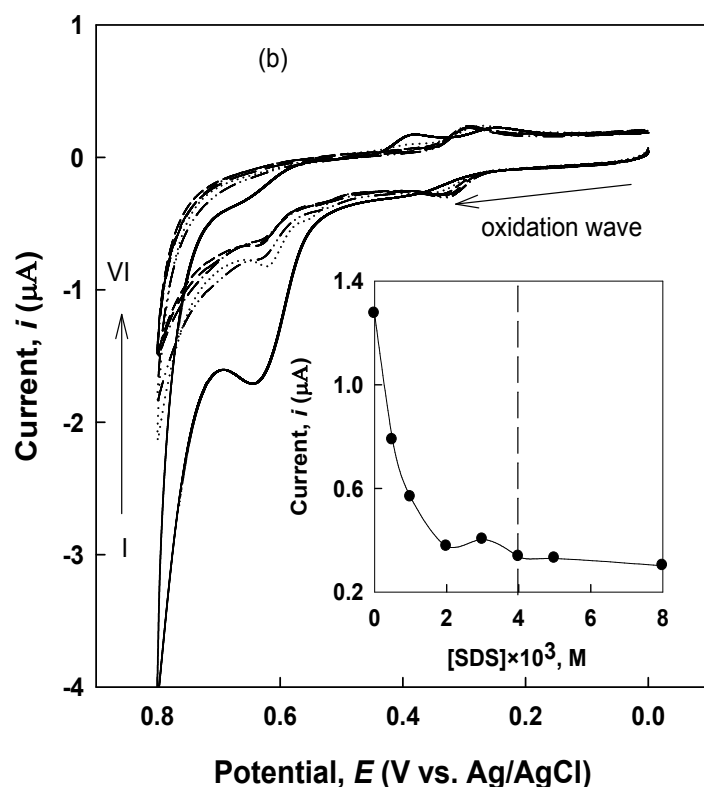 (b)
Current, i (μA)
1
0
-1
-2
-3
-4
VI
I
oxidation wave
Current, i (μA)
1.4
1.0
0.6
0.2
0 2 4 6 8
[SDS]×10³, M
0.8 0.6 0.4 0.2 0.0
Potential, E (V vs. Ag/AgCl)